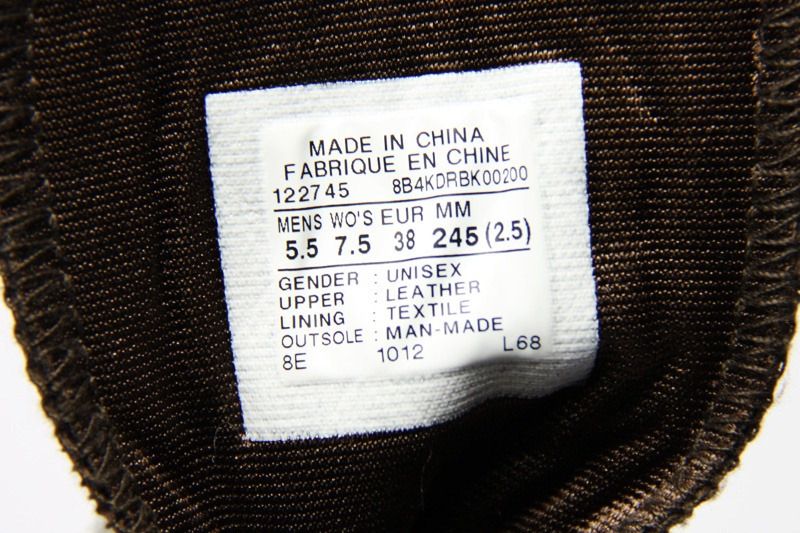 MADE IN CHINA
FABRIQUE EN CHINE
122745 8B4KDRBK00200
MENS WO'S EUR MM
5.5 7.5 38 245 (2.5)
GENDER : UNISEX
UPPER : LEATHER
LINING : TEXTILE
OUTSOLE : MAN-MADE
8E 1012 L68